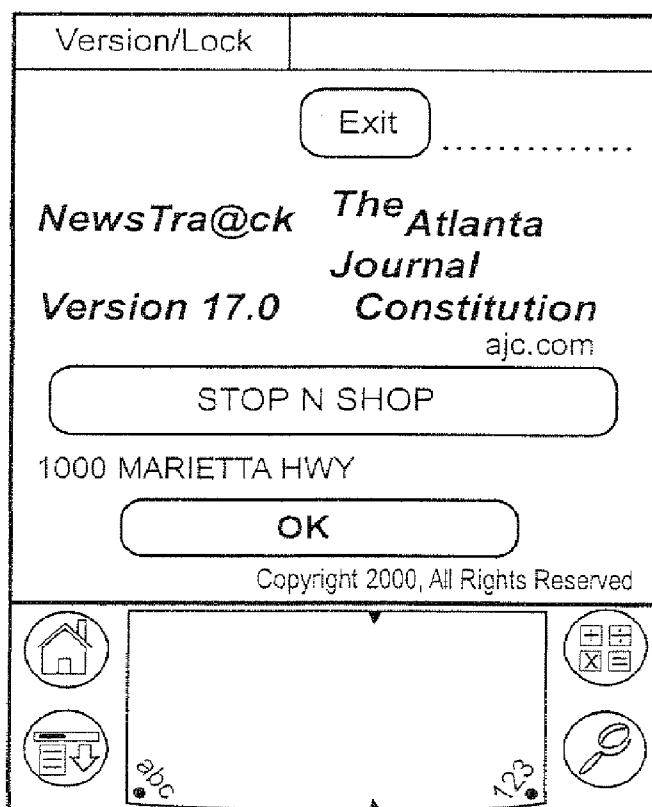 Version/Lock
Exit ..............
NewsTra@ck
Version 17.0
The Atlanta
Journal
Constitution
ajc.com
STOP N SHOP
1000 MARIETTA HWY
OK
Copyright 2000, All Rights Reserved
+ ÷
X =
abc
123